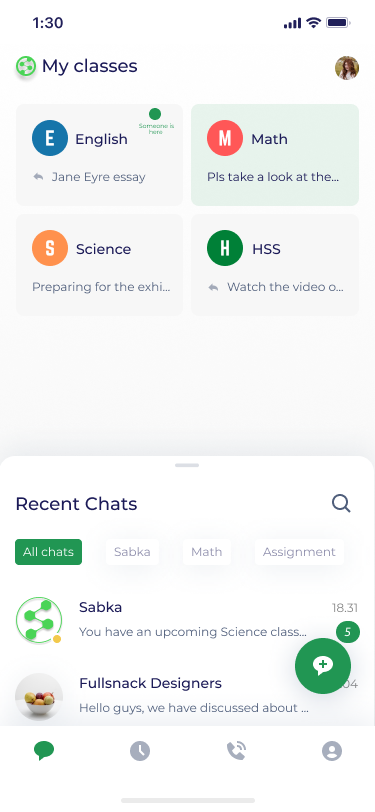 1:30
My classes
E English
Someone is
here
Jane Eyre essay
M Math
Pls take a look at the...
S Science
Preparing for the exhi...
H HSS
Watch the video o...
Recent Chats
All chats
Sabka
Math
Assignment
Sabka
18.31
You have an upcoming Science class...
5
Fullsnack Designers
04
Hello guys, we have discussed about ...